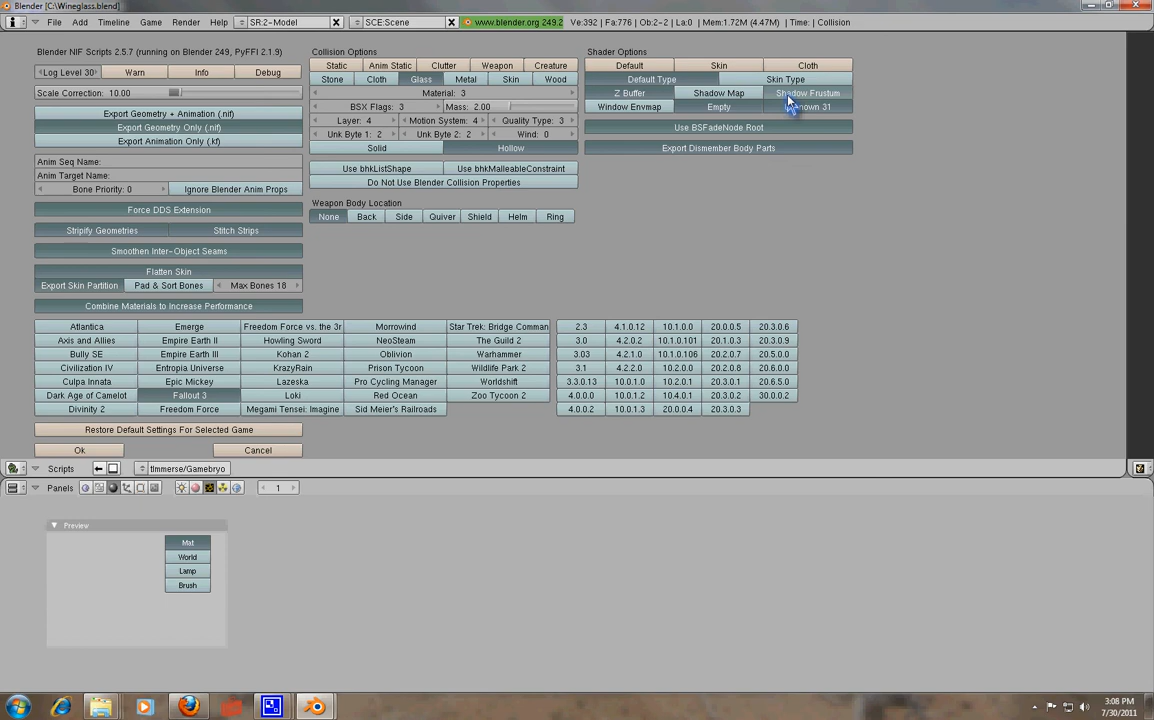 Blender [C:\Wineglass.blend]
File Add Timeline Game Render Help SR:2-Model SCE:Scene www.blender.org 249.2 Ve:392 | Fa:776 | Ob:2-2 | La:0 | Mem:1.72M (4.47M) | Time: | Collision
Blender NIF Scripts 2.5.7 (running on Blender 249, PyFFI 2.1.9)
Log Level 30 Warn Info Debug
Scale Correction: 10.00
Export Geometry + Animation (.nif)
Export Geometry Only (.nif)
Export Animation Only (.kf)
Anim Seq Name:
Anim Target Name:
Bone Priority: 0 Ignore Blender Anim Props
Force DDS Extension
Stripify Geometries Stitch Strips
Smoothen Inter-Object Seams
Flatten Skin
Export Skin Partition Pad & Sort Bones Max Bones 18
Combine Materials to Increase Performance
Collision Options
Static Anim Static Clutter Weapon Creature
Stone Cloth Glass Metal Skin Wood
Material: 3
BSX Flags: 3 Mass: 2.00
Layer: 4 Motion System: 4 Quality Type: 3
Unk Byte 1: 2 Unk Byte 2: 2 Wind: 0
Solid Hollow
Use bhkListShape Use bhkMalleableConstraint
Do Not Use Blender Collision Properties
Weapon Body Location
None Back Side Quiver Shield Helm Ring
Shader Options
Default Skin Cloth
Default Type Skin Type
Z Buffer Shadow Map Shadow Frustum
Window Envmap Empty nown 31
Use BSFadeNode Root
Export Dismember Body Parts
Atlantica Emerge Freedom Force vs. the 3r Morrowind Star Trek: Bridge Comman 2.3 4.1.0.12 10.1.0.0 20.0.0.5 20.3.0.6
Axis and Allies Empire Earth II Howling Sword NeoSteam The Guild 2 3.0 4.2.0.2 10.1.0.101 20.1.0.3 20.3.0.9
Bully SE Empire Earth III Kohan 2 Oblivion Warhammer 3.03 4.2.1.0 10.1.0.106 20.2.0.7 20.5.0.0
Civilization IV Entropia Universe KrazyRain Prison Tycoon Wildlife Park 2 3.1 4.2.2.0 10.2.0.0 20.2.0.8 20.6.0.0
Culpa Innata Epic Mickey Lazeska Pro Cycling Manager Worldshift 3.3.0.13 10.0.1.0 10.2.0.1 20.3.0.1 20.6.5.0
Dark Age of Camelot Fallout 3 Loki Red Ocean Zoo Tycoon 2 4.0.0.0 10.0.1.2 10.4.0.1 20.3.0.2 30.0.0.2
Divinity 2 Freedom Force Megami Tensei: Imagine Sid Meier's Railroads 4.0.0.2 10.0.1.3 20.0.0.4 20.3.0.3
Restore Default Settings For Selected Game
Ok Cancel
Scripts tImmerse/Gamebryo
Panels 1
Preview
Mat
World
Lamp
Brush
3:08 PM
7/30/2011